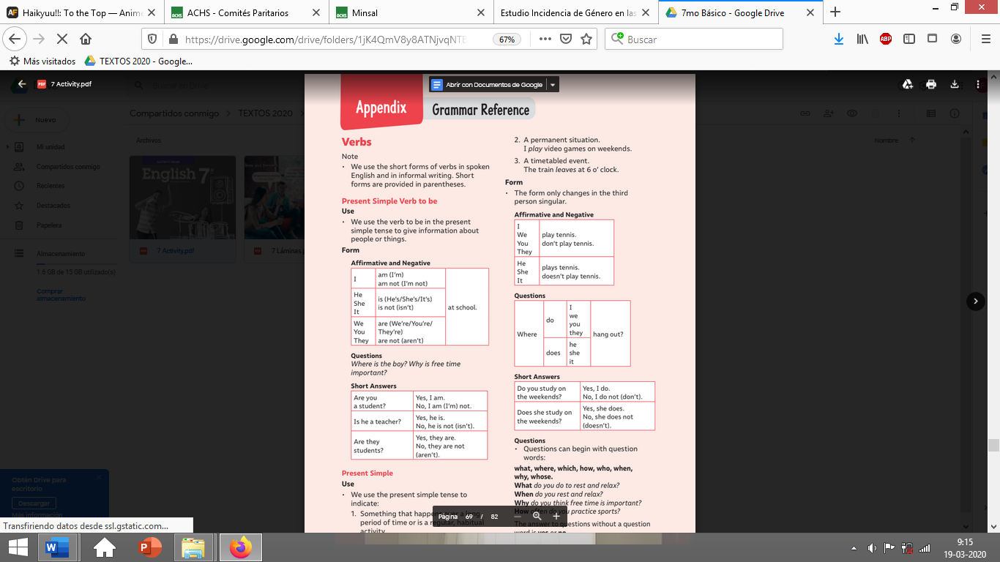 Haikyuu!!: To the Top — Anime
ACHS - Comités Paritarios
Minsal
Estudio Incidencia de Género en las
7mo Básico - Google Drive
https://drive.google.com/drive/folders/1jK4QmV8y8ATNjvqNTE
67%
Buscar
Más visitados
TEXTOS 2020 - Google...
7 Activity.pdf
Abrir con Documentos de Google
Nuevo
Compartidos conmigo
TEXTOS 2020
Archivos
Nombre
Mi unidad
Compartidos conmigo
Recientes
Destacados
Papelera
Almacenamiento
1.6 GB de 15 GB utilizado(s)
Comprar
almacenamiento
English 7
7 Activity.pdf
7 Láminas.p
Obtén Drive para
escritorio
Descargar
Más información
Appendix
Grammar Reference
Verbs
Note
• We use the short forms of verbs in spoken
English and in informal writing. Short
forms are provided in parentheses.
Present Simple Verb to be
Use
• We use the verb to be in the present
simple tense to give information about
people or things.
Form
Affirmative and Negative
I
am (I'm)
am not (I'm not)
He
She
It
is (He's/She's/It's)
is not (isn't)
We
You
They
are (We're/You're/
They're)
are not (aren't)
at school.
Questions
Where is the boy? Why is free time
important?
Short Answers
Are you
a student?
Yes, I am.
No, I am (I'm) not.
Is he a teacher?
Yes, he is.
No, he is not (isn't).
Are they
students?
Yes, they are.
No, they are not
(aren't).
Present Simple
Use
• We use the present simple tense to
indicate:
1. Something that happens over a long
period of time or is a regular, habitual
activity.
2. A permanent situation.
I play video games on weekends.
3. A timetabled event.
The train leaves at 6 o' clock.
Form
• The form only changes in the third
person singular.
Affirmative and Negative
I
We
You
They
play tennis.
don't play tennis.
He
She
It
plays tennis.
doesn't play tennis.
Questions
Where
do
I
we
you
they
does
he
she
it
hang out?
Short Answers
Do you study on
the weekends?
Yes, I do.
No, I do not (don't).
Does she study on
the weekends?
Yes, she does.
No, she does not
(doesn't).
Questions
• Questions can begin with question
words:
what, where, which, how, who, when,
why, whose.
What do you do to rest and relax?
When do you rest and relax?
Why do you think free time is important?
How often do you practice sports?
The answer to questions without a question
word is yes or no.
Página 69 / 82
Transfiriendo datos desde ssl.gstatic.com...
9:15
19-03-2020